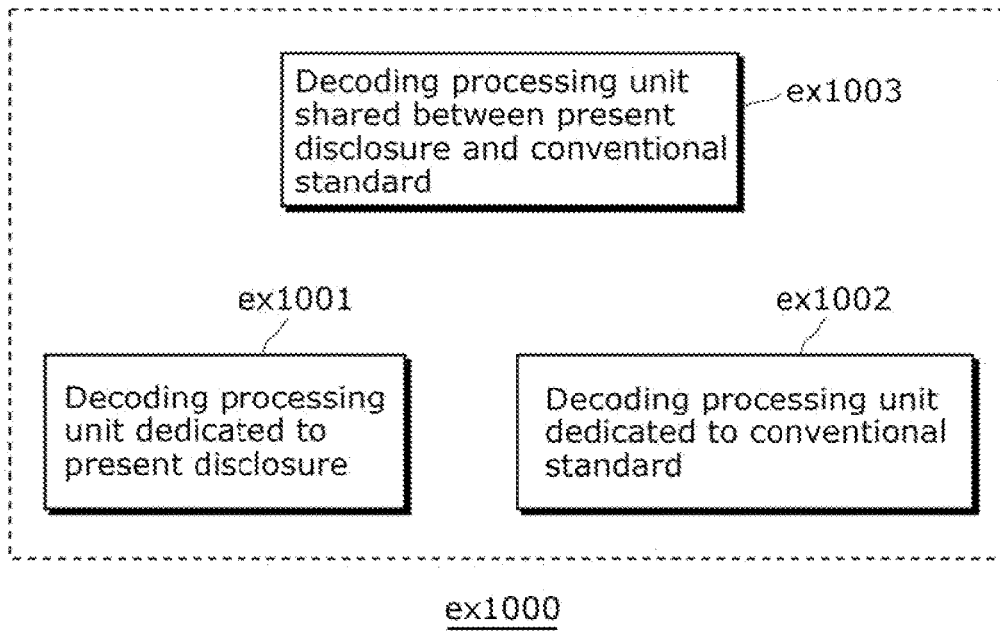 Decoding processing unit
shared between present
disclosure and conventional
standard
ex1003
ex1001
Decoding processing
unit dedicated to
present disclosure
ex1002
Decoding processing unit
dedicated to conventional
standard
ex1000